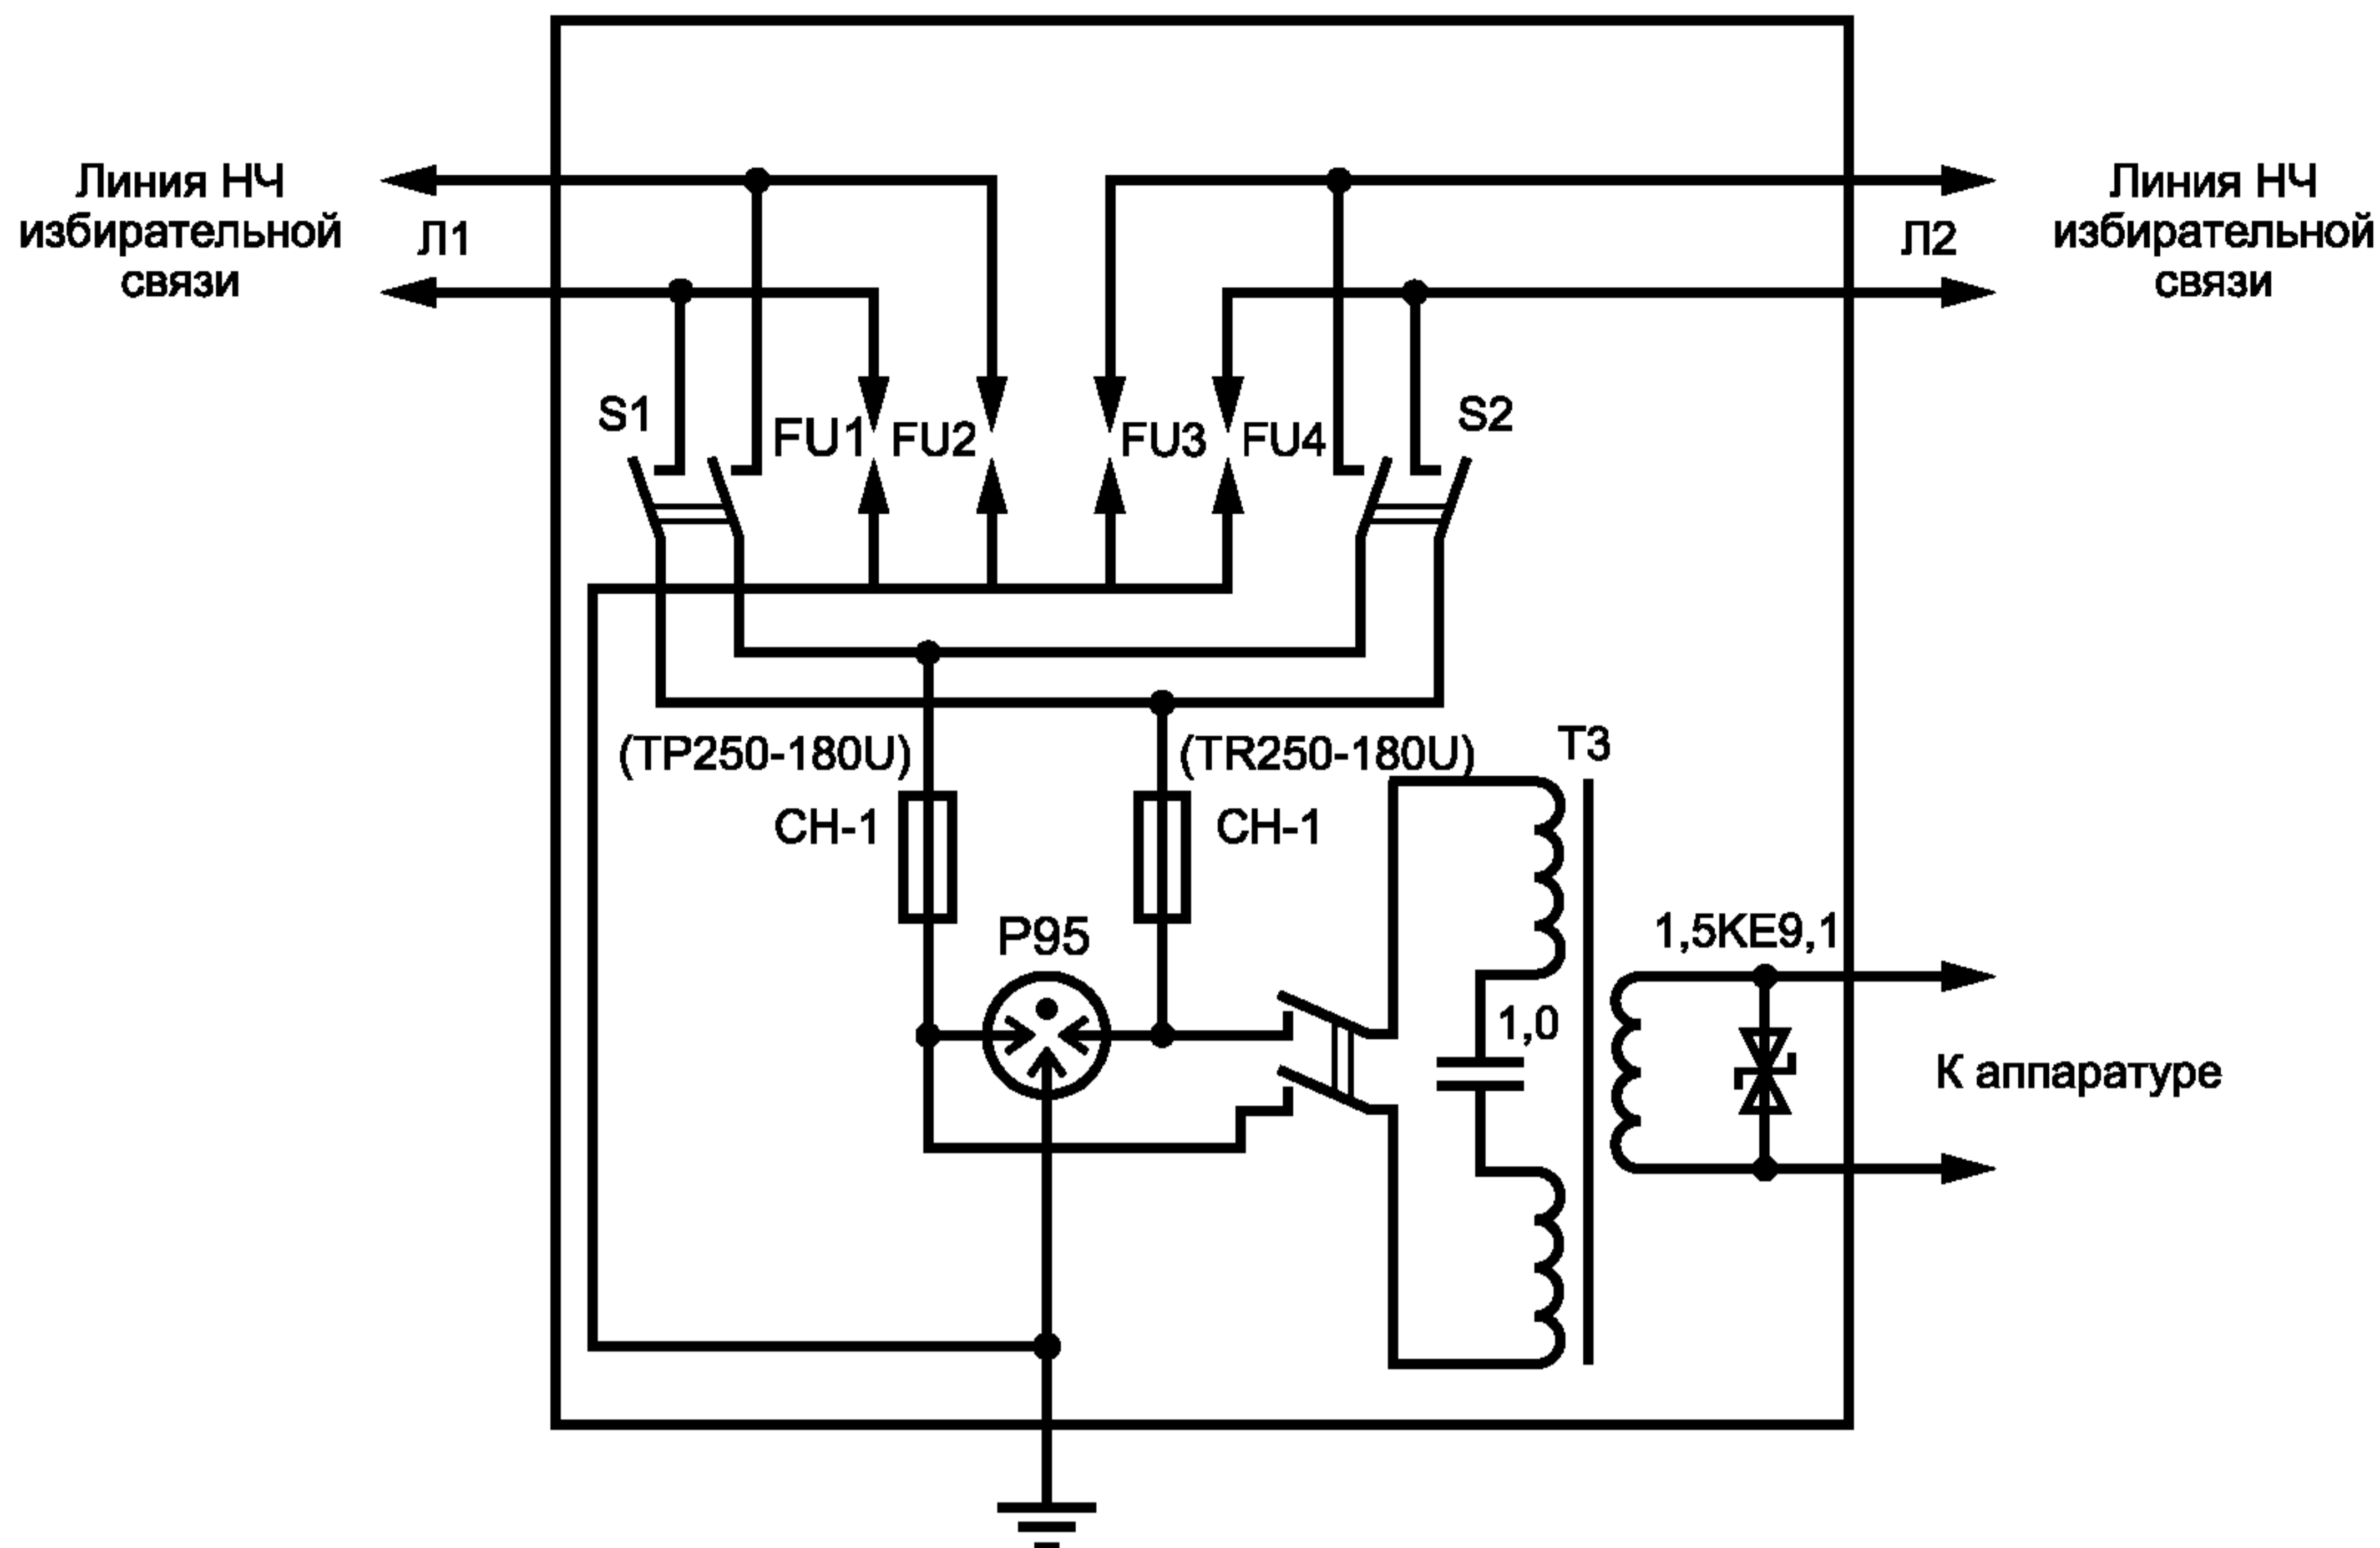 Линия НЧ
избирательной
связи
Л1
Л2
Линия НЧ
избирательной
связи
S1
FU1
FU2
FU3
FU4
S2
(TP250-180U)
(TR250-180U)
T3
CH-1
CH-1
P95
1,5KE9,1
1,0
К аппаратуре